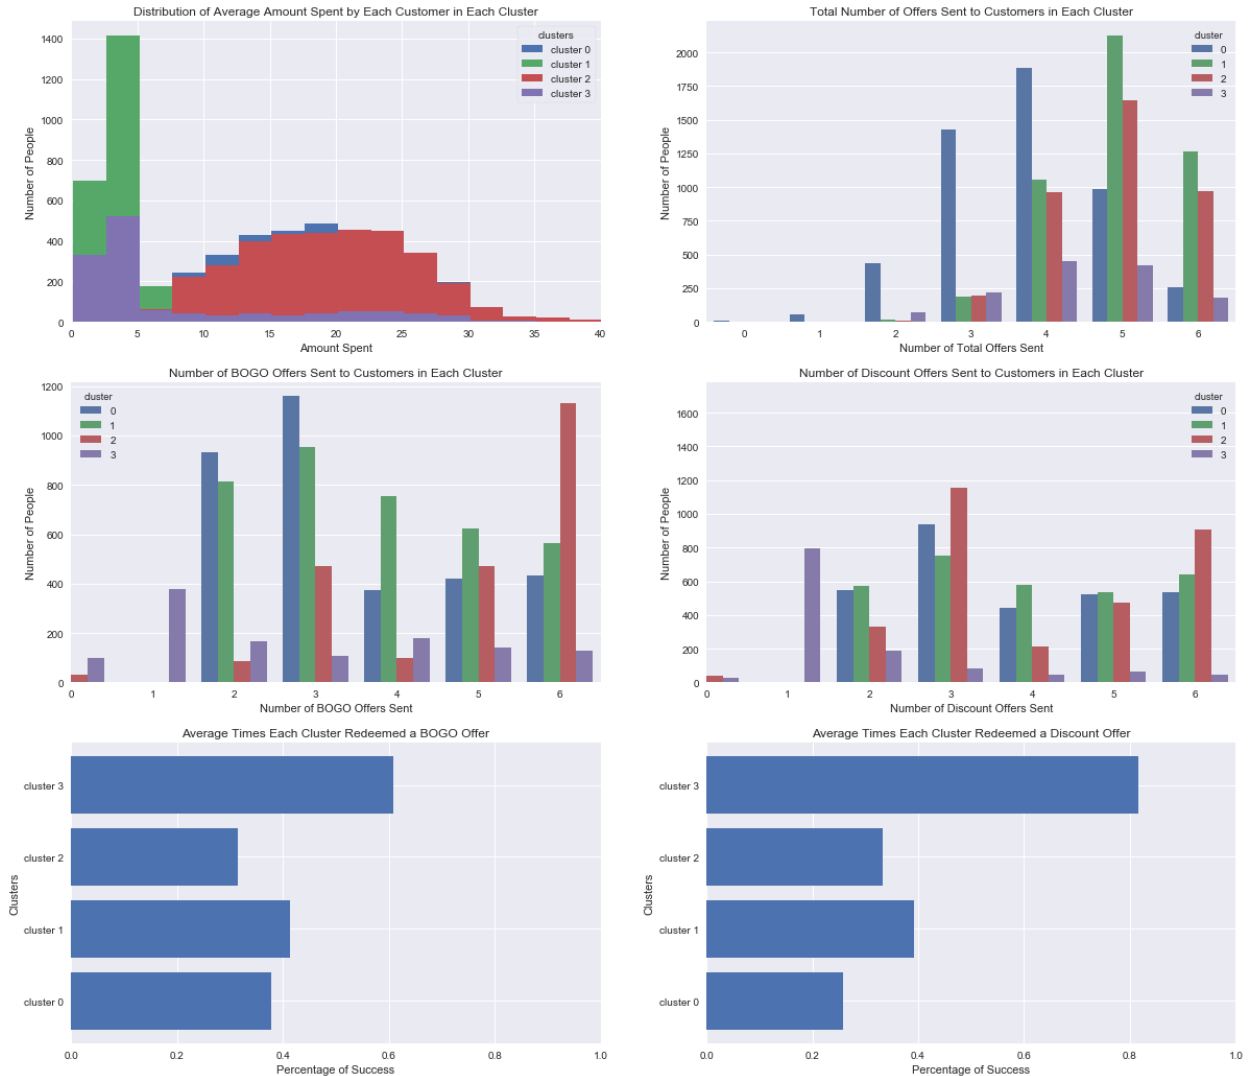 Distribution of Average Amount Spent by Each Customer in Each Cluster
Number of People
1400
1200
1000
800
600
400
200
0
clusters
cluster 0
cluster 1
cluster 2
cluster 3
0 5 10 15 20 25 30 35 40
Amount Spent
Total Number of Offers Sent to Customers in Each Cluster
Number of People
2000
1750
1500
1250
1000
750
500
250
0
cluster
0
1
2
3
0 1 2 3 4 5 6
Number of Total Offers Sent
Number of BOGO Offers Sent to Customers in Each Cluster
Number of People
1200
1000
800
600
400
200
0
cluster
0
1
2
3
0 1 2 3 4 5 6
Number of BOGO Offers Sent
Number of Discount Offers Sent to Customers in Each Cluster
Number of People
1600
1400
1200
1000
800
600
400
200
0
cluster
0
1
2
3
0 1 2 3 4 5 6
Number of Discount Offers Sent
Average Times Each Cluster Redeemed a BOGO Offer
Clusters
cluster 3
cluster 2
cluster 1
cluster 0
0.0 0.2 0.4 0.6 0.8 1.0
Percentage of Success
Average Times Each Cluster Redeemed a Discount Offer
Clusters
cluster 3
cluster 2
cluster 1
cluster 0
0.0 0.2 0.4 0.6 0.8 1.0
Percentage of Success